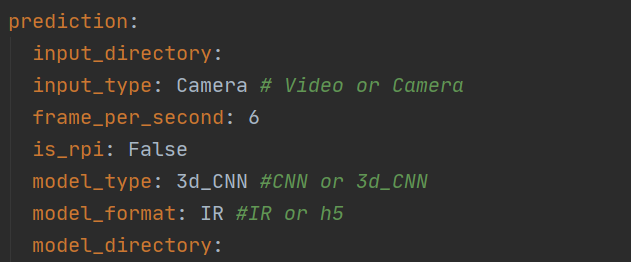 prediction:
input_directory:
input_type: Camera # Video or Camera
frame_per_second: 6
is_rpi: False
model_type: 3d_CNN #CNN or 3d_CNN
model_format: IR #IR or h5
model_directory: